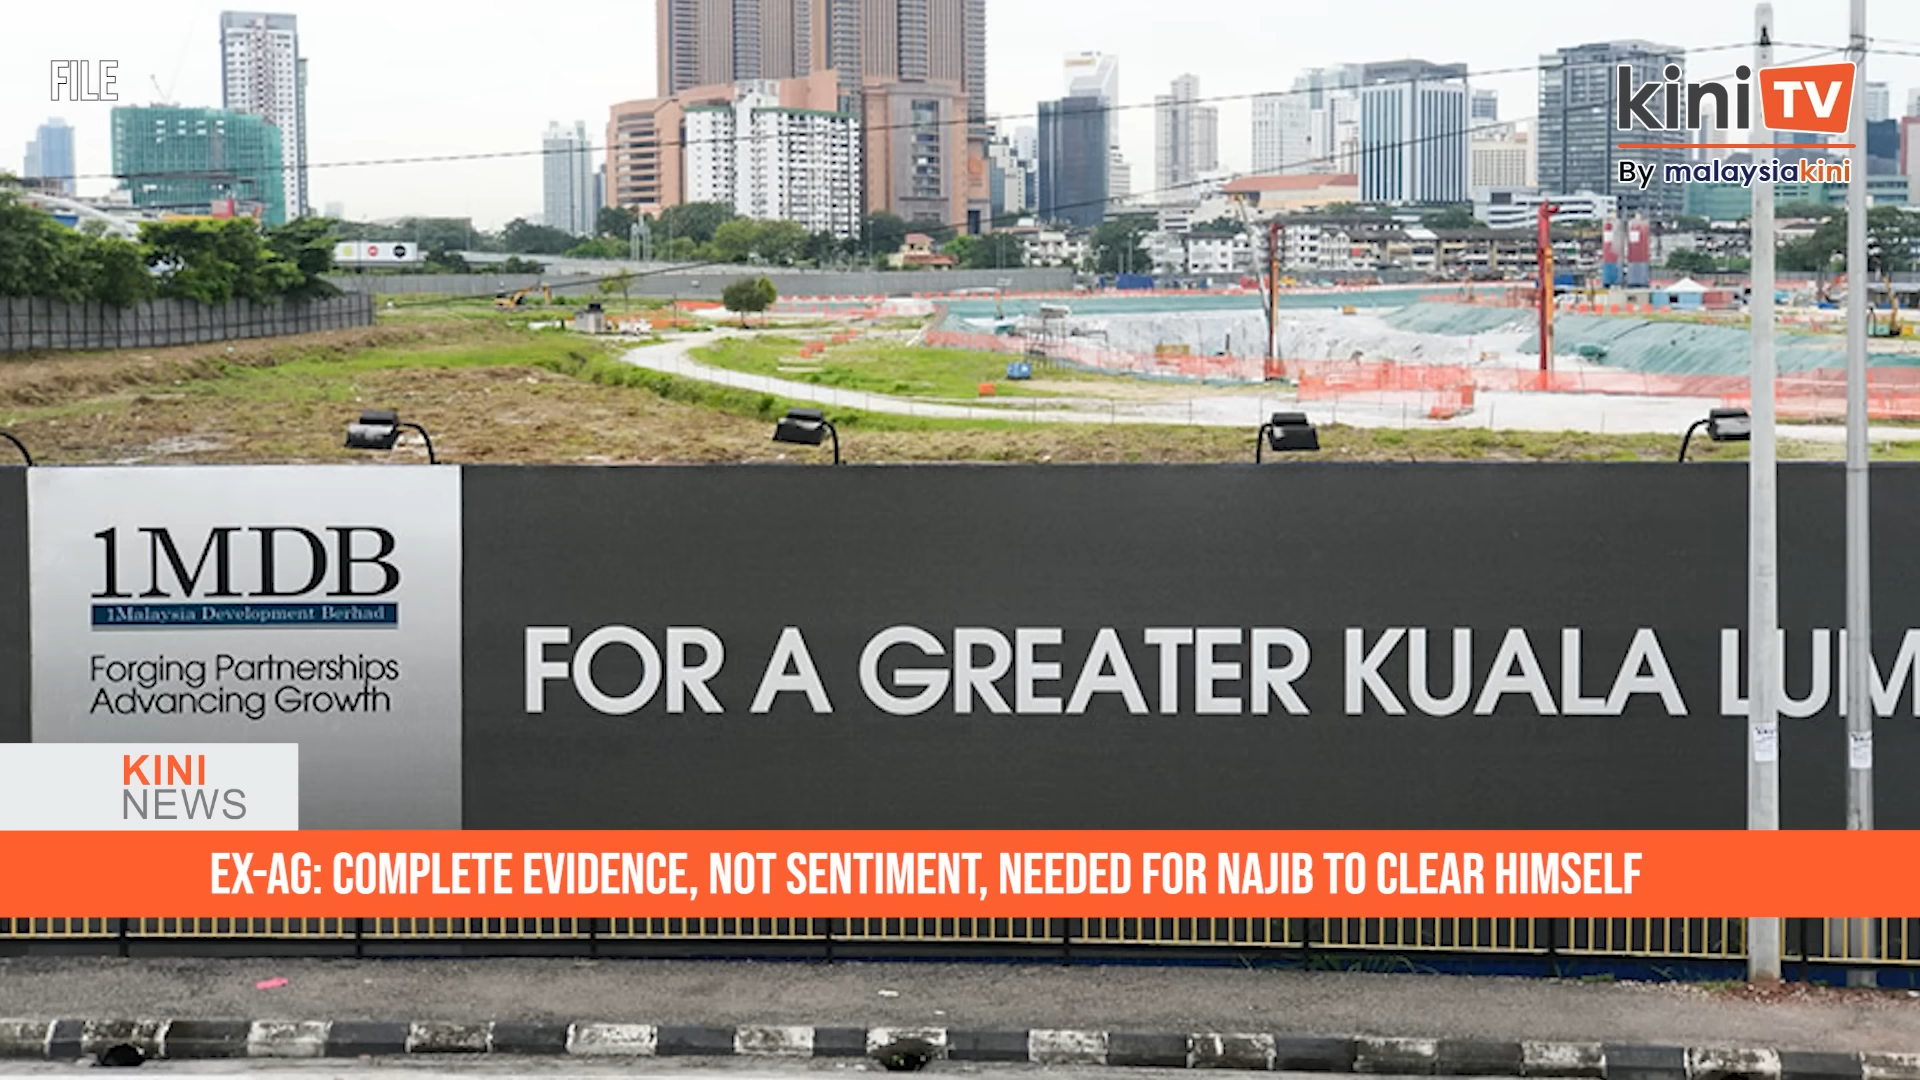 FILE
kini TV
By malaysiakini
1MDB
1Malaysia Development Berhad
Forging Partnerships
Advancing Growth
FOR A GREATER KUALA LUM
KINI
NEWS
EX-AG: COMPLETE EVIDENCE, NOT SENTIMENT, NEEDED FOR NAJIB TO CLEAR HIMSELF